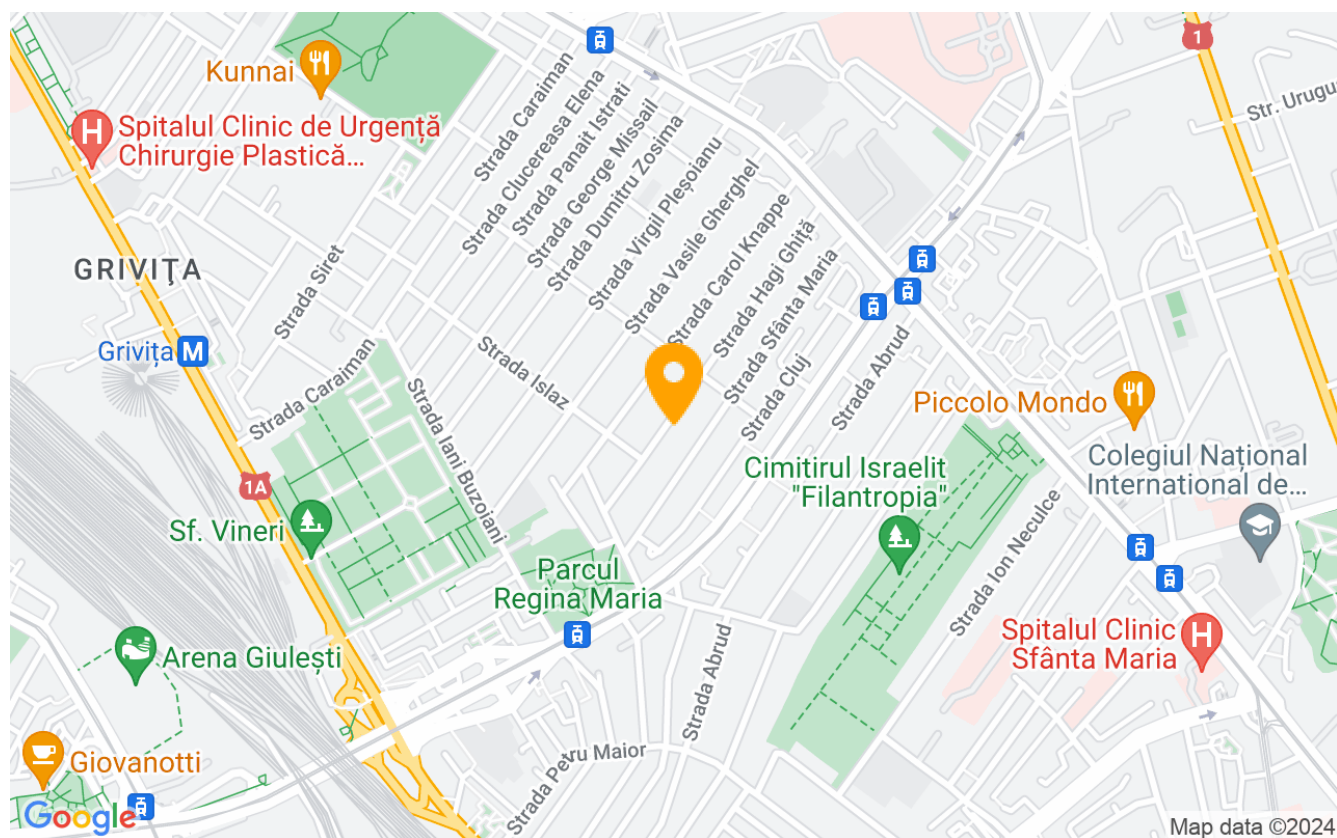 1
Kunnai
Strada Caraiman
Strada Clucereasa Elena
Strada Panait Istrati
Strada George Missail
Strada Dumitru Zosima
Strada Virgil Pleșoianu
Strada Vasile Gherghel
Strada Carol Knappe
Strada Hagi Ghiță
Strada Sfânta Maria
Strada Cluj
Strada Abrud
Str. Urugu
H
Spitalul Clinic de Urgență
Chirurgie Plastică...
GRIVIŢA
Strada Siret
Grivița M
Strada Caraiman
Strada Islaz
Strada Iani Buzoiani
Piccolo Mondo
Colegiul Național
International de...
Cimitirul Israelit
"Filantropia"
1A
Sf. Vineri
Parcul
Regina Maria
Strada Ion Neculce
Spitalul Clinic
Sfânta Maria
H
Arena Giulești
Strada Abrud
Strada Petru Maior
Giovanotti
Google
Map data ©2024